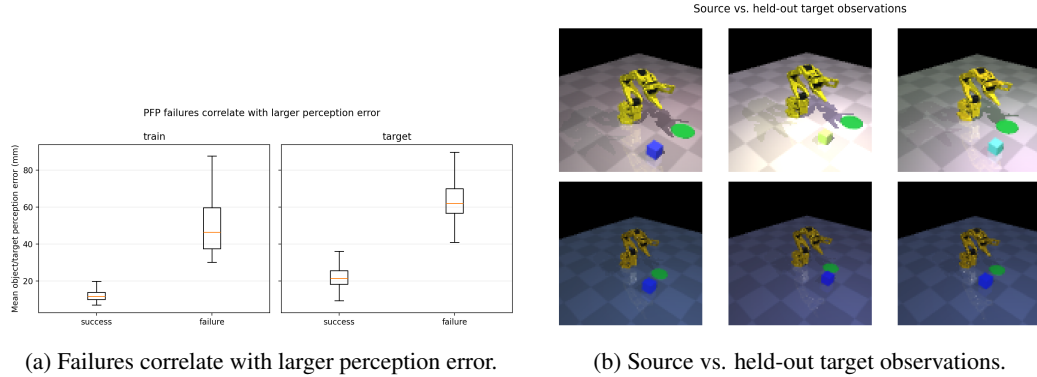 Source vs. held-out target observations
PFP failures correlate with larger perception error
train
target
Mean object/target perception error (mm)
80
60
40
20
success
failure
success
failure
(a) Failures correlate with larger perception error.
(b) Source vs. held-out target observations.